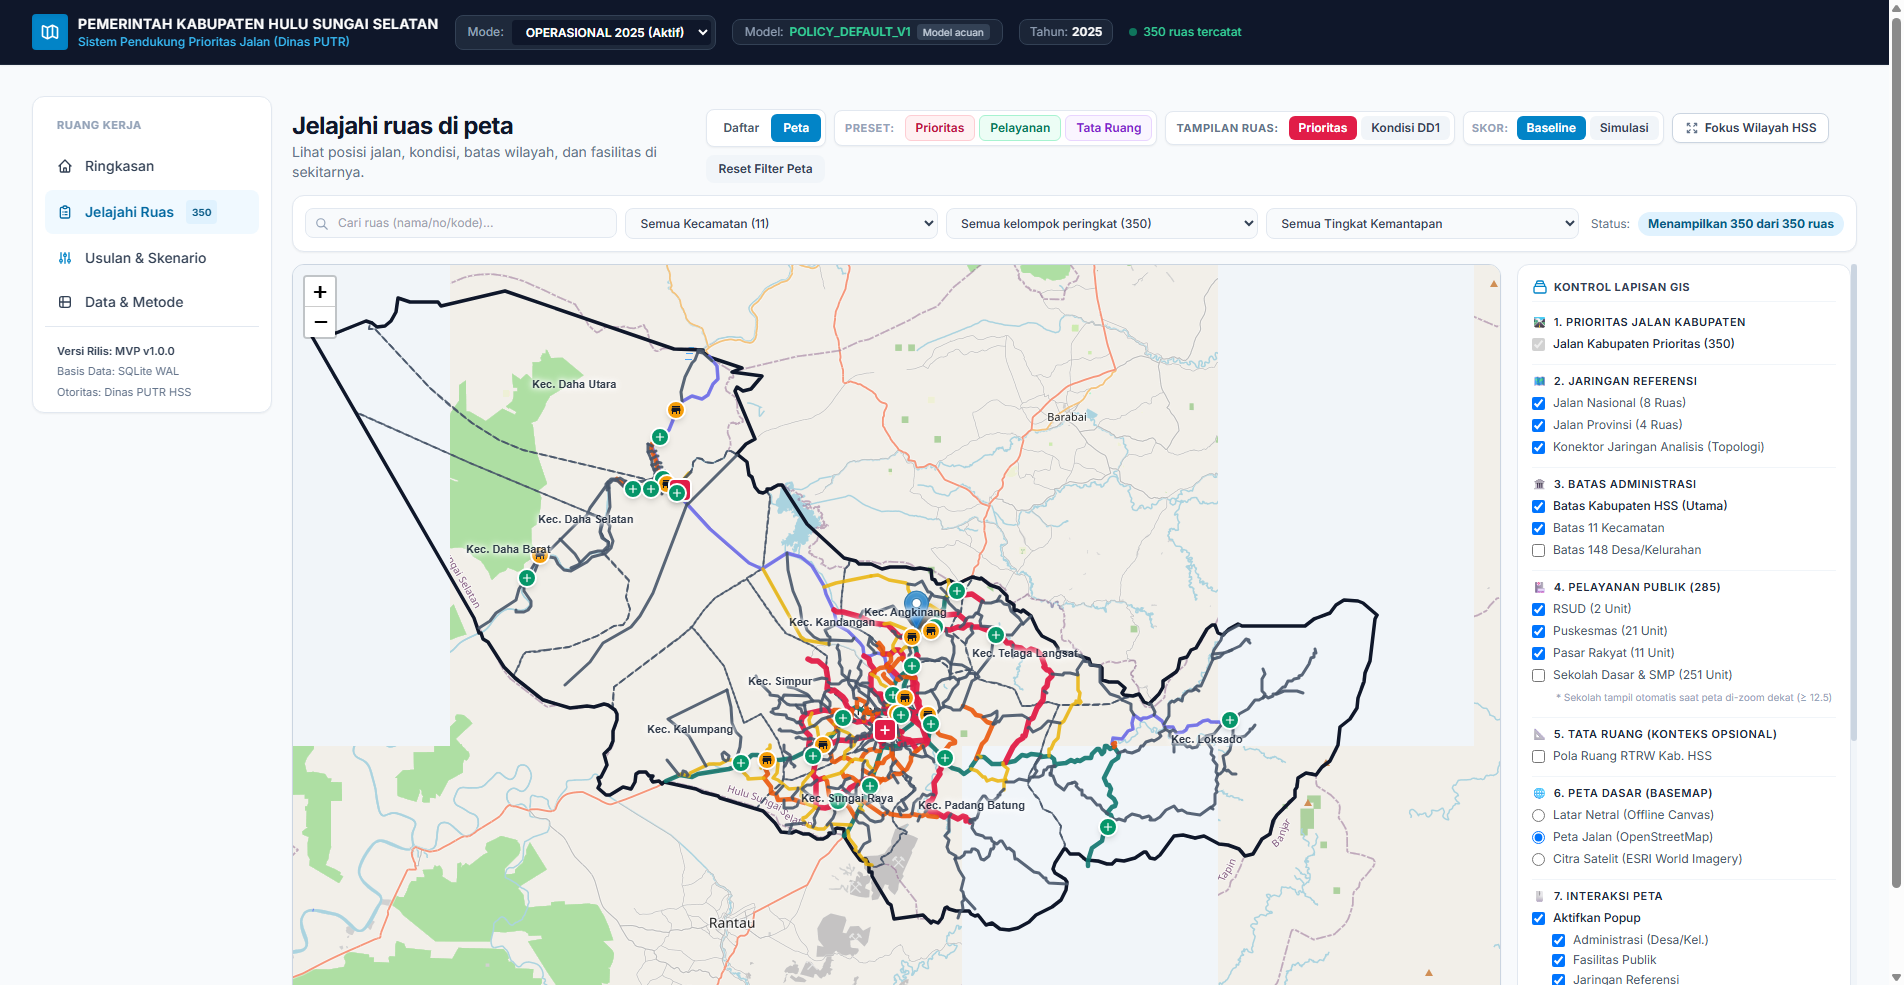 PEMERINTAH KABUPATEN HULU SUNGAI SELATAN
Sistem Pendukung Prioritas Jalan (Dinas PUTR)
Mode: OPERASIONAL 2025 (Aktif)
Model: POLICY_DEFAULT_V1 Model acuan
Tahun: 2025
350 ruas tercatat
RUANG KERJA
Ringkasan
Jelajahi Ruas 350
Usulan & Skenario
Data & Metode
Versi Rilis: MVP v1.0.0
Basis Data: SQLite WAL
Otoritas: Dinas PUTR HSS
Jelajahi ruas di peta
Lihat posisi jalan, kondisi, batas wilayah, dan fasilitas di
sekitarnya.
Daftar Peta
PRESET: Prioritas Pelayanan Tata Ruang
TAMPILAN RUAS: Prioritas Kondisi DD1
SKOR: Baseline Simulasi
Fokus Wilayah HSS
Reset Filter Peta
Cari ruas (nama/no/kode)...
Semua Kecamatan (11)
Semua kelompok peringkat (350)
Semua Tingkat Kemantapan
Status: Menampilkan 350 dari 350 ruas
+
−
Kec. Daha Utara
Barabai
Kec. Daha Selatan
Kec. Daha Barat
ngai Selatan
Kec. Angkinang
Kec. Kandangan
Kec. Telaga Langsat
Kec. Simpur
Kec. Kalumpang
Kec. Loksado
Hulu Sungai Selatan
Kec. Sungai Raya
Kec. Padang Batung
Banjar
Tapin
Rantau
KONTROL LAPISAN GIS
1. PRIORITAS JALAN KABUPATEN
Jalan Kabupaten Prioritas (350)
2. JARINGAN REFERENSI
Jalan Nasional (8 Ruas)
Jalan Provinsi (4 Ruas)
Konektor Jaringan Analisis (Topologi)
3. BATAS ADMINISTRASI
Batas Kabupaten HSS (Utama)
Batas 11 Kecamatan
Batas 148 Desa/Kelurahan
4. PELAYANAN PUBLIK (285)
RSUD (2 Unit)
Puskesmas (21 Unit)
Pasar Rakyat (11 Unit)
Sekolah Dasar & SMP (251 Unit)
* Sekolah tampil otomatis saat peta di-zoom dekat (≥ 12.5)
5. TATA RUANG (KONTEKS OPSIONAL)
Pola Ruang RTRW Kab. HSS
6. PETA DASAR (BASEMAP)
Latar Netral (Offline Canvas)
Peta Jalan (OpenStreetMap)
Citra Satelit (ESRI World Imagery)
7. INTERAKSI PETA
Aktifkan Popup
Administrasi (Desa/Kel.)
Fasilitas Publik
Jaringan Referensi